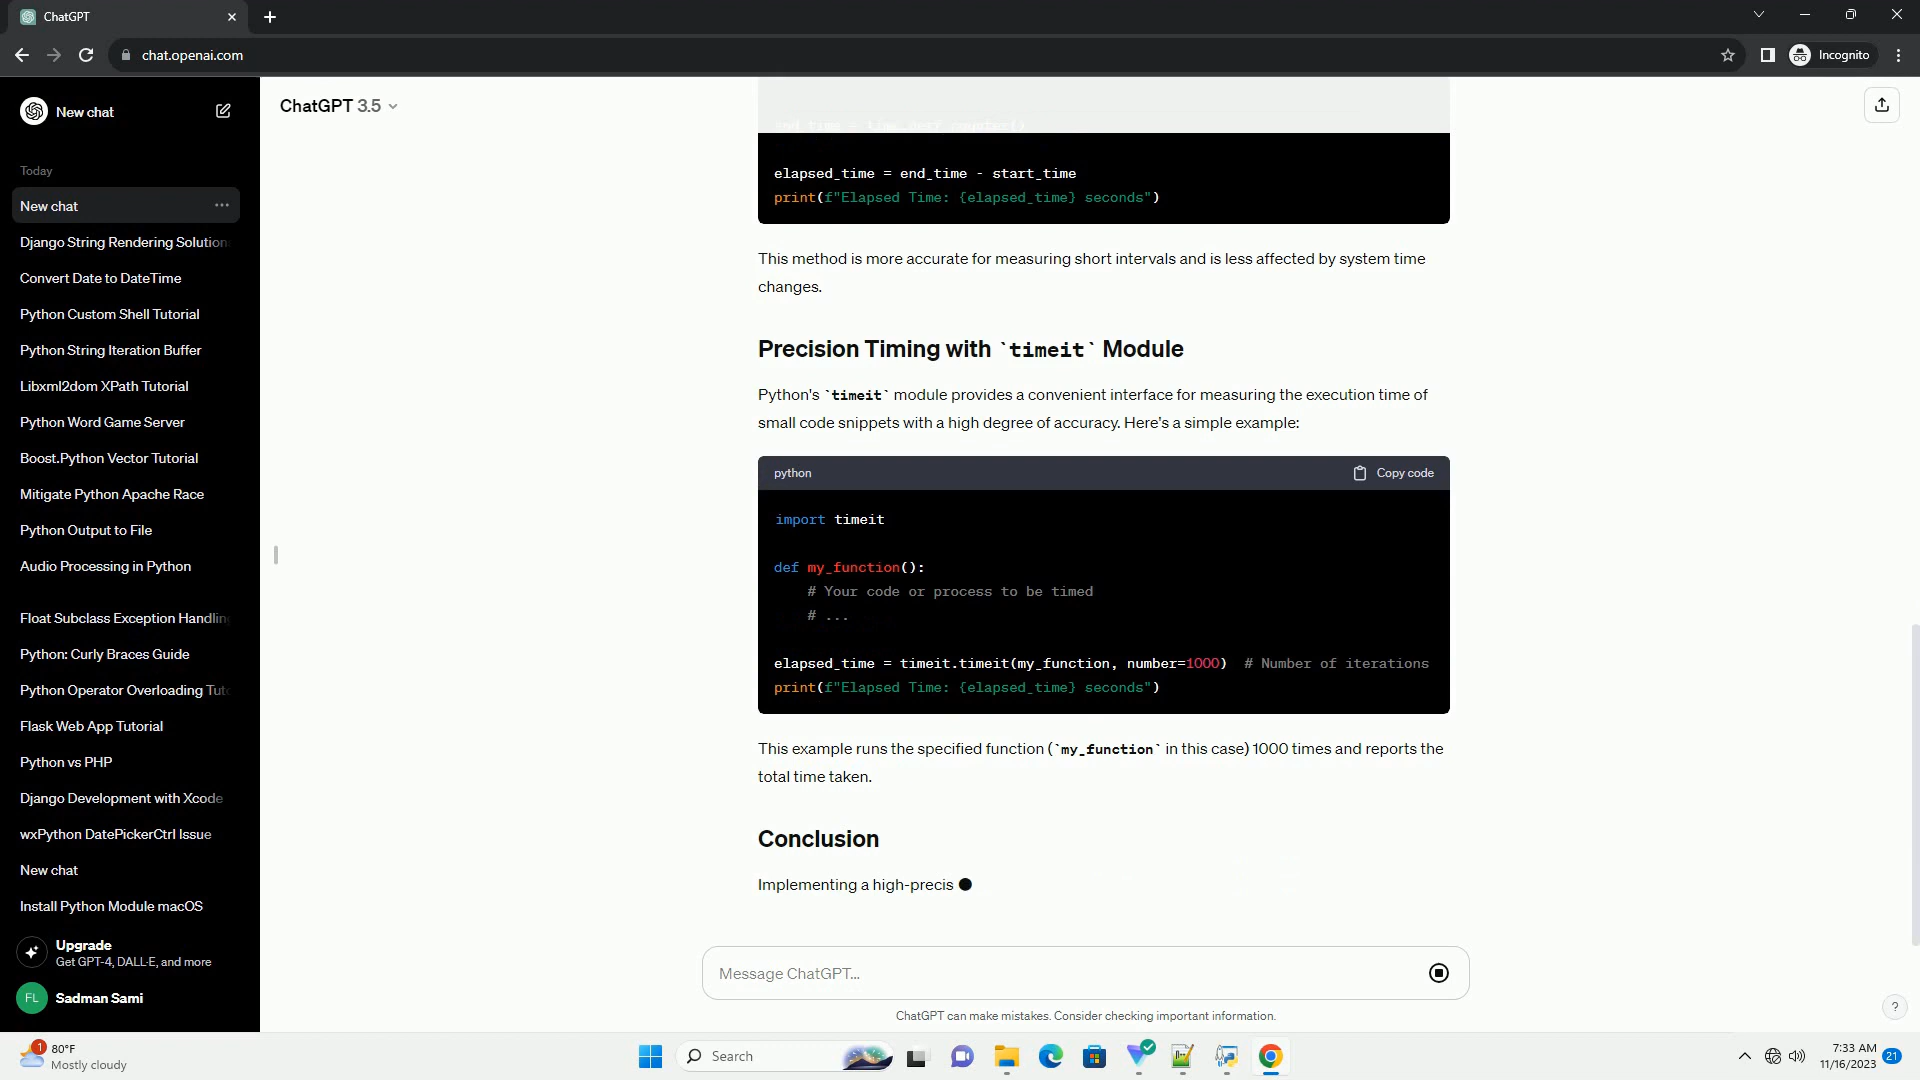 ChatGPT
chat.openai.com
Incognito
New chat
ChatGPT 3.5
Today
New chat
Django String Rendering Solution
Convert Date to DateTime
Python Custom Shell Tutorial
Python String Iteration Buffer
Libxml2dom XPath Tutorial
Python Word Game Server
Boost.Python Vector Tutorial
Mitigate Python Apache Race
Python Output to File
Audio Processing in Python
Float Subclass Exception Handling
Python: Curly Braces Guide
Python Operator Overloading Tuto
Flask Web App Tutorial
Python vs PHP
Django Development with Xcode
wxPython DatePickerCtrl Issue
New chat
Install Python Module macOS
Upgrade
Get GPT-4, DALL·E, and more
FL
Sadman Sami
end_time = time.perf_counter()
elapsed_time = end_time - start_time
print(f"Elapsed Time: {elapsed_time} seconds")
This method is more accurate for measuring short intervals and is less affected by system time
changes.
Precision Timing with `timeit` Module
Python's `timeit` module provides a convenient interface for measuring the execution time of
small code snippets with a high degree of accuracy. Here's a simple example:
python
Copy code
import timeit
def my_function():
# Your code or process to be timed
# ...
elapsed_time = timeit.timeit(my_function, number=1000)  # Number of iterations
print(f"Elapsed Time: {elapsed_time} seconds")
This example runs the specified function (`my_function` in this case) 1000 times and reports the
total time taken.
Conclusion
Implementing a high-precis
Message ChatGPT...
ChatGPT can make mistakes. Consider checking important information.
?
1
80°F
Mostly cloudy
Search
7:33 AM
11/16/2023
21